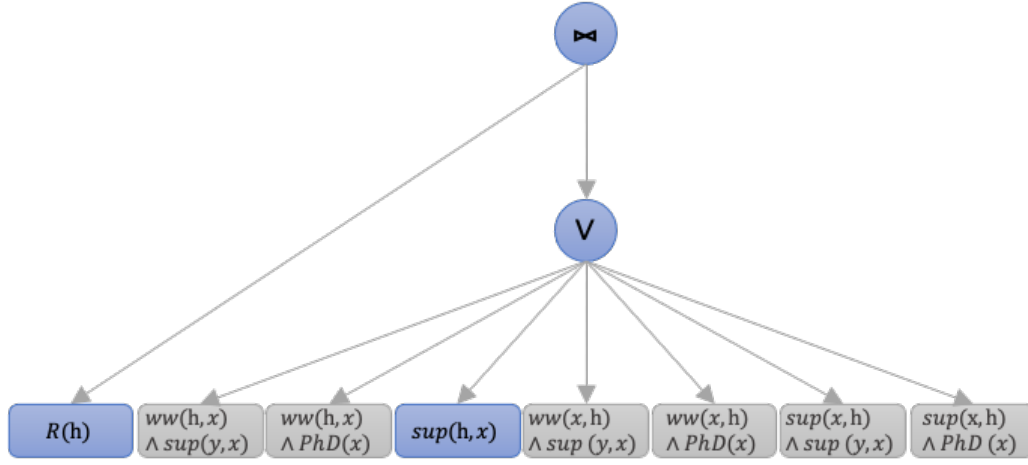 ⋈
V
R(h)
ww(h, x)
∧ sup(y, x)
ww(h, x)
∧ PhD(x)
sup(h, x)
ww(x, h)
∧ sup (y, x)
ww(x, h)
∧ PhD(x)
sup(x, h)
∧ sup (y, x)
sup(x, h)
∧ PhD (x)